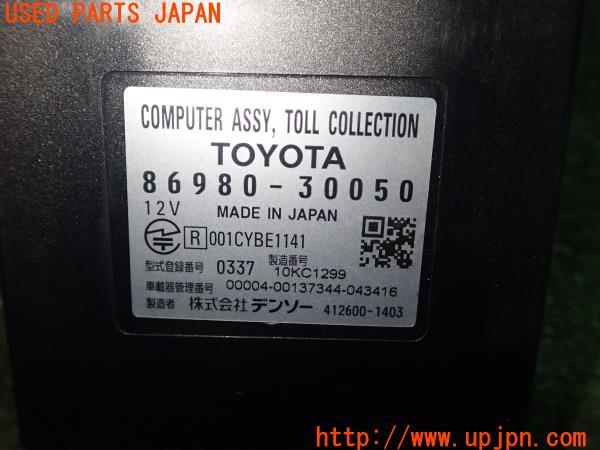 USED PARTS JAPAN
COMPUTER ASSY, TOLL COLLECTION
TOYOTA
86980-30050
12V MADE IN JAPAN
R 001CYBE1141
型式登録番号 0337 製造番号 10KC1299
車載器管理番号 00004-00137344-043416
製造者 株式会社デンソー 412600-1403
http://www.upjpn.com/